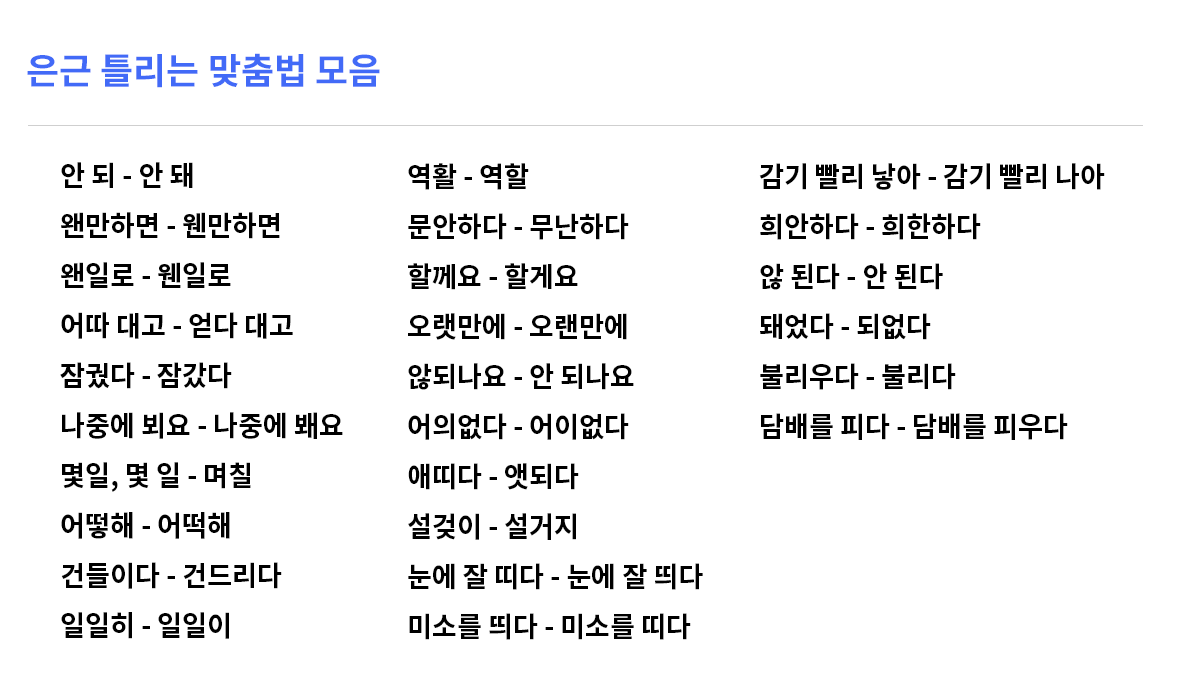 은근 틀리는 맞춤법 모음
안 되 - 안 돼
왠만하면 - 웬만하면
왠일로 - 웬일로
어따 대고 - 얻다 대고
잠궜다 - 잠갔다
나중에 뵈요 - 나중에 봬요
몇일, 몇 일 - 며칠
어떻해 - 어떡해
건들이다 - 건드리다
일일히 - 일일이
역활 - 역할
문안하다 - 무난하다
할께요 - 할게요
오랫만에 - 오랜만에
않되나요 - 안 되나요
어의없다 - 어이없다
애띠다 - 앳되다
설겆이 - 설거지
눈에 잘 띠다 - 눈에 잘 띄다
미소를 띄다 - 미소를 띠다
감기 빨리 낳아 - 감기 빨리 나아
희안하다 - 희한하다
않 된다 - 안 된다
돼었다 - 되없다
불리우다 - 불리다
담배를 피다 - 담배를 피우다